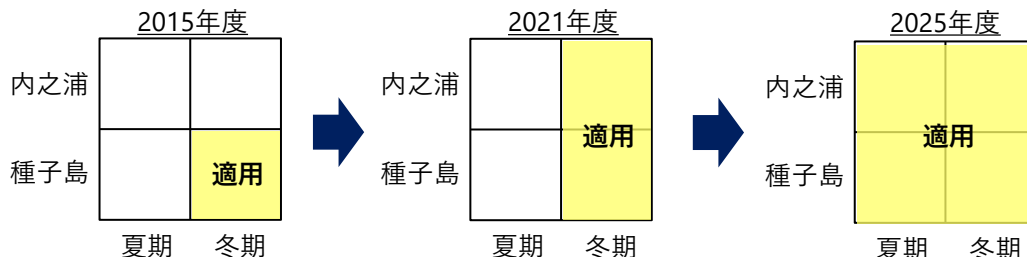 2015年度
内之浦
種子島
適用
夏期 冬期
2021年度
内之浦
種子島
適用
夏期 冬期
2025年度
内之浦
種子島
適用
夏期 冬期